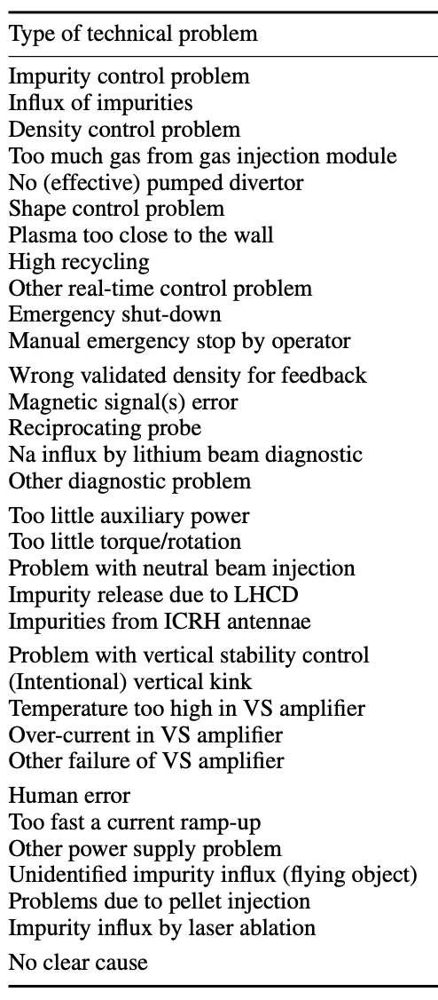 Type of technical problem
Impurity control problem
Influx of impurities
Density control problem
Too much gas from gas injection module
No (effective) pumped divertor
Shape control problem
Plasma too close to the wall
High recycling
Other real-time control problem
Emergency shut-down
Manual emergency stop by operator
Wrong validated density for feedback
Magnetic signal(s) error
Reciprocating probe
Na influx by lithium beam diagnostic
Other diagnostic problem
Too little auxiliary power
Too little torque/rotation
Problem with neutral beam injection
Impurity release due to LHCD
Impurities from ICRH antennae
Problem with vertical stability control
(Intentional) vertical kink
Temperature too high in VS amplifier
Over-current in VS amplifier
Other failure of VS amplifier
Human error
Too fast a current ramp-up
Other power supply problem
Unidentified impurity influx (flying object)
Problems due to pellet injection
Impurity influx by laser ablation
No clear cause